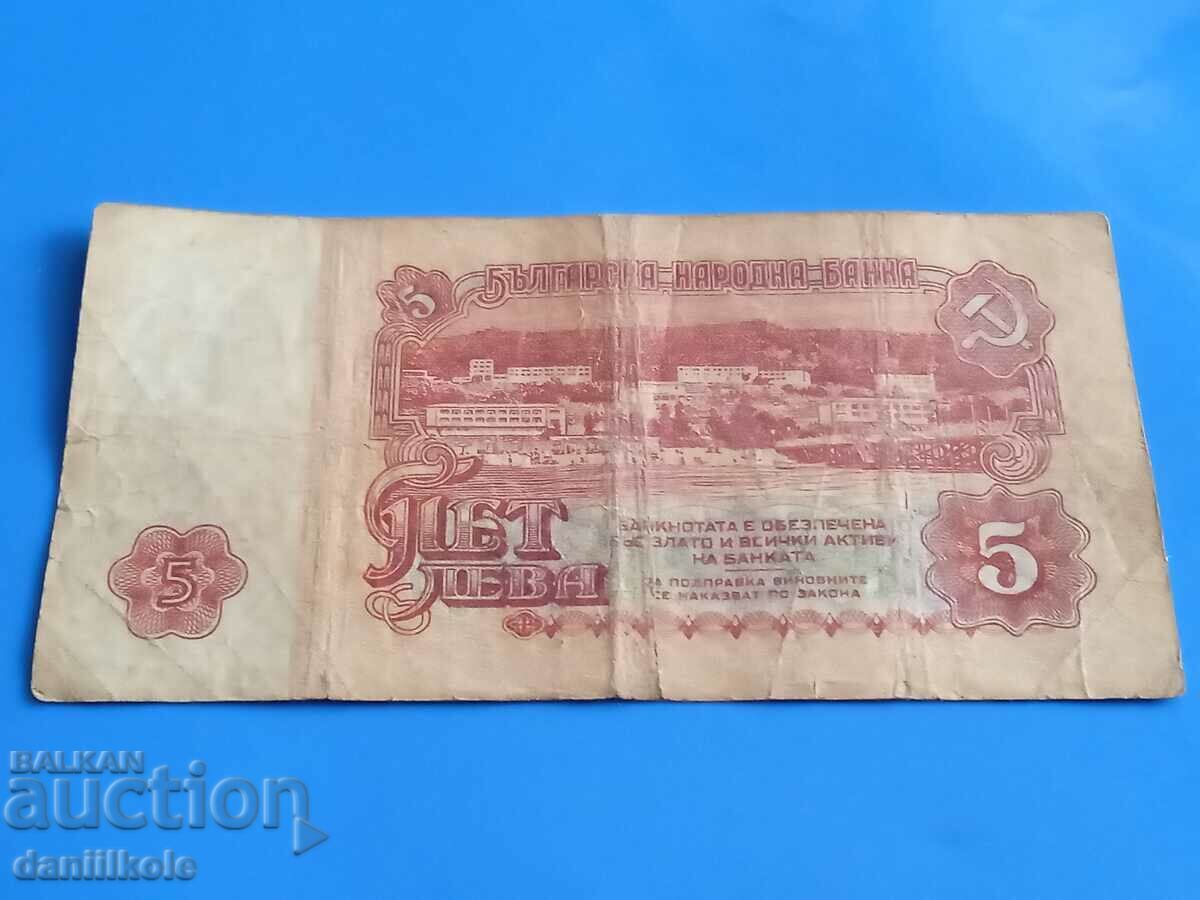 5
БЪЛГАРСКА НАРОДНА БАНКА
ПЕТ
ЛЕВА
БАНКНОТАТА Е ОБЕЗПЕЧЕНА
СЪС ЗЛАТО И ВСИЧКИ АКТИВИ
НА БАНКАТА
ЗА ПОДПРАВКА ВИНОВНИТЕ
СЕ НАКАЗВАТ ПО ЗАКОНА
5
5
BALKAN
auction
daniilkole